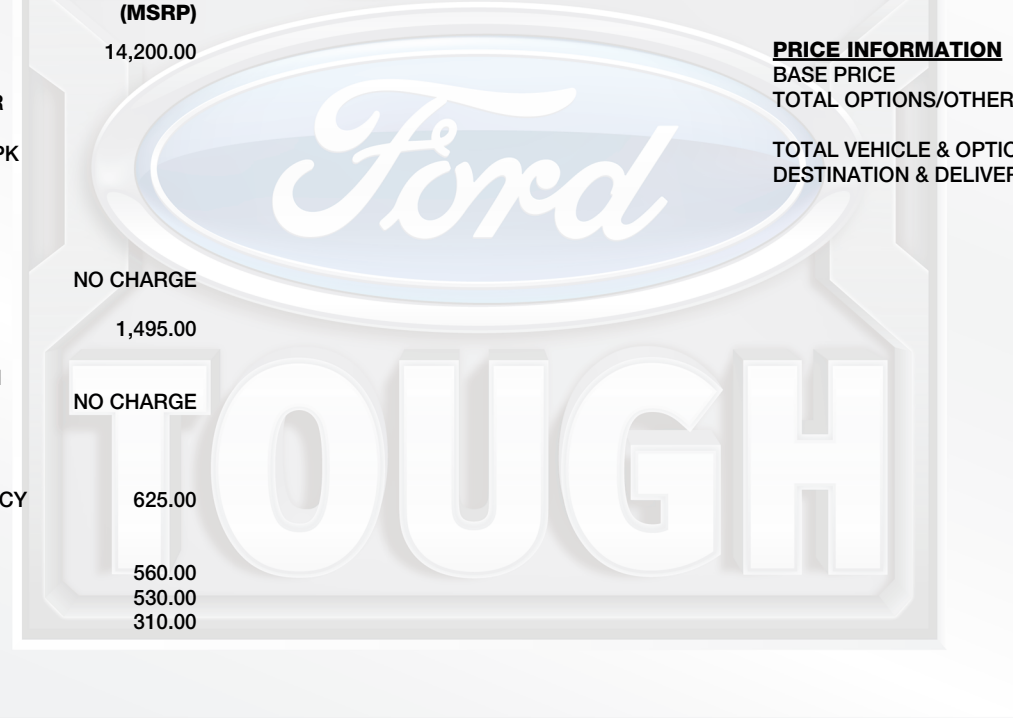 (MSRP)
14,200.00
R
PK
NO CHARGE
1,495.00
NO CHARGE
CY 625.00
560.00
530.00
310.00
PRICE INFORMATION
BASE PRICE
TOTAL OPTIONS/OTHER
TOTAL VEHICLE & OPTIO
DESTINATION & DELIVER
Ford
TOUGH